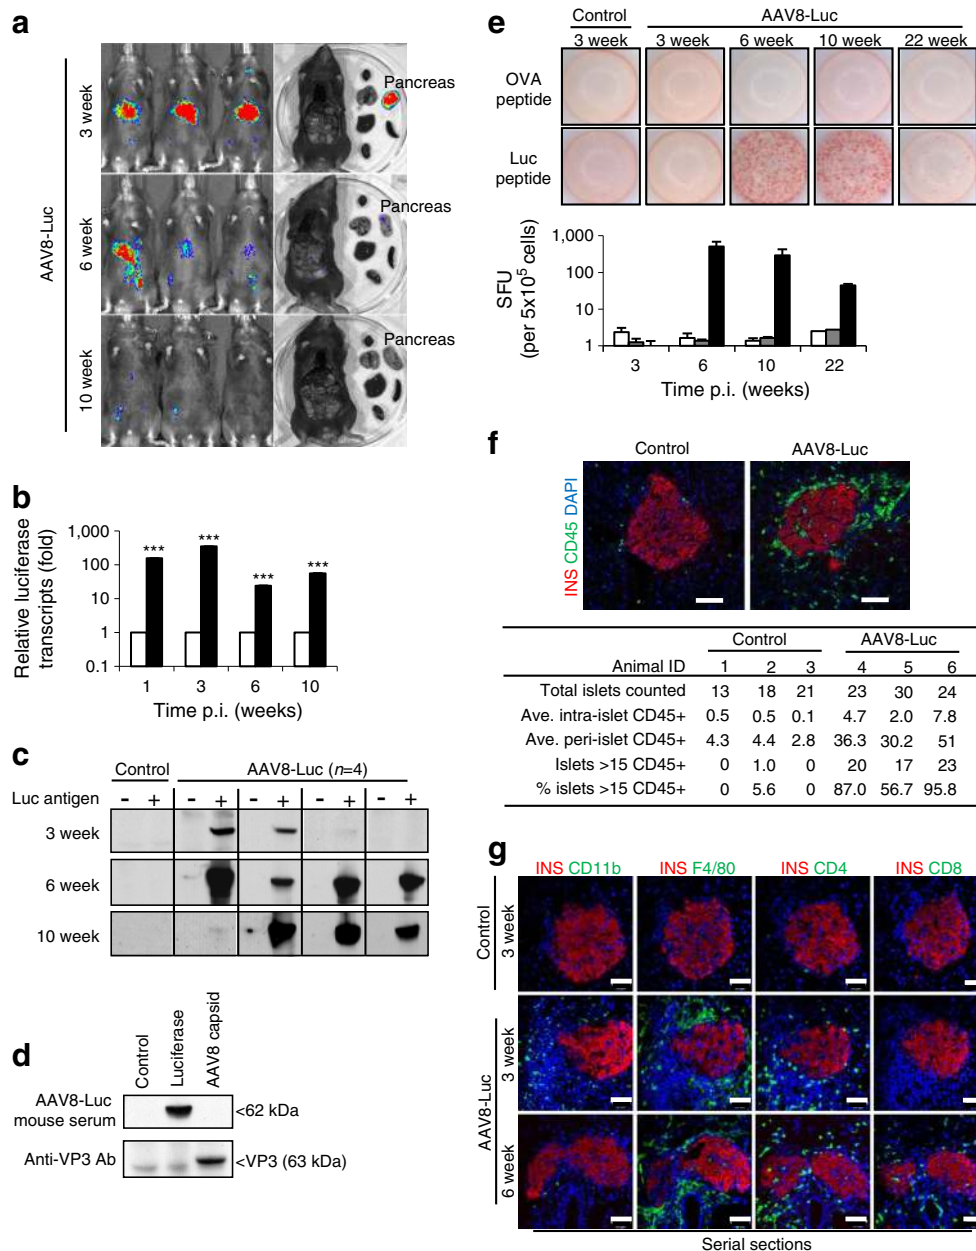 a
AAV8-Luc
3 week
Pancreas
6 week
Pancreas
10 week
Pancreas
b
Relative luciferase
transcripts (fold)
1,000
100
10
1
0.1
*** *** *** ***
1 3 6 10
Time p.i. (weeks)
c
Control AAV8-Luc (n=4)
Luc antigen - + - + - + - + - +
3 week
6 week
10 week
d
Control
Luciferase
AAV8 capsid
AAV8-Luc
mouse serum
<62 kDa
Anti-VP3 Ab
<VP3 (63 kDa)
e
Control AAV8-Luc
3 week 3 week 6 week 10 week 22 week
OVA
peptide
Luc
peptide
SFU
(per 5x10⁵ cells)
1,000
100
10
1
3 6 10 22
Time p.i. (weeks)
f
Control AAV8-Luc
INS CD45 DAPI
Control AAV8-Luc
Animal ID 1 2 3 4 5 6
Total islets counted 13 18 21 23 30 24
Ave. intra-islet CD45+ 0.5 0.5 0.1 4.7 2.0 7.8
Ave. peri-islet CD45+ 4.3 4.4 2.8 36.3 30.2 51
Islets >15 CD45+ 0 1.0 0 20 17 23
% islets >15 CD45+ 0 5.6 0 87.0 56.7 95.8
g
INS CD11b INS F4/80 INS CD4 INS CD8
Control
3 week
AAV8-Luc
3 week
6 week
Serial sections